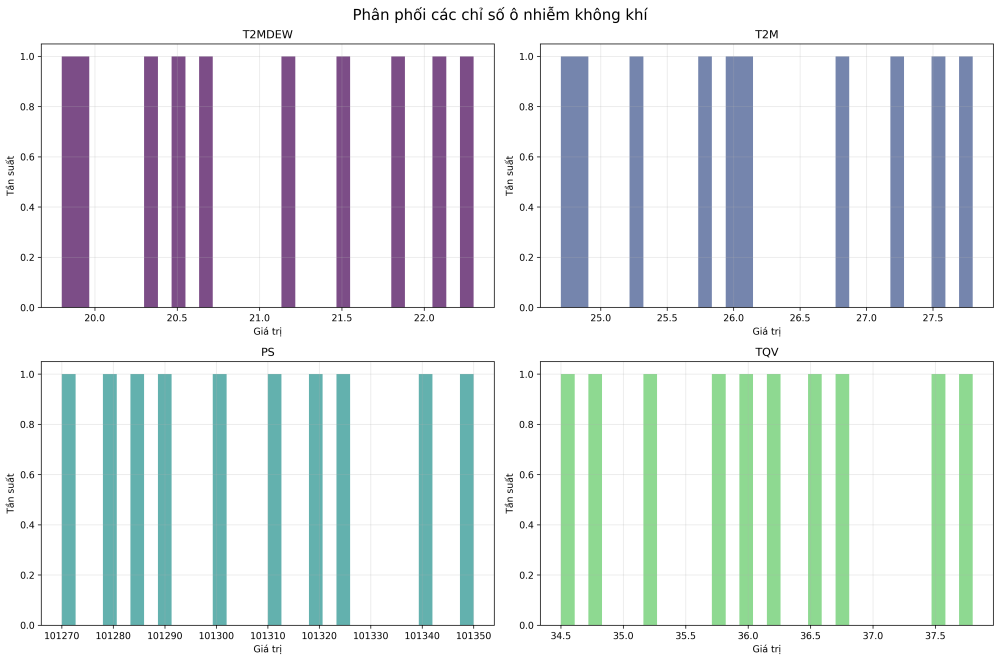 Phân phối các chỉ số ô nhiễm không khí
T2MDEW
1.0
0.8
0.6
0.4
0.2
0.0
Tần suất
20.0 20.5 21.0 21.5 22.0
Giá trị
T2M
1.0
0.8
0.6
0.4
0.2
0.0
Tần suất
25.0 25.5 26.0 26.5 27.0 27.5
Giá trị
PS
1.0
0.8
0.6
0.4
0.2
0.0
Tần suất
101270 101280 101290 101300 101310 101320 101330 101340 101350
Giá trị
TQV
1.0
0.8
0.6
0.4
0.2
0.0
Tần suất
34.5 35.0 35.5 36.0 36.5 37.0 37.5
Giá trị